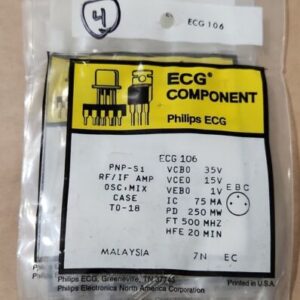 4
ECG 106
ECG®
COMPONENT
Philips ECG
ECG 106
PNP-Si
RF/IF AMP
OSC, MIX
CASE
TO-18
VCBO 35V
VCEO 15V
VEBO 1V
IC 75 MA
PD 250 MW
FT 500 MHZ
HFE 20 MIN
E B C
MALAYSIA 7N EC
Philips ECG, Greeneville, TN 37743
Philips Electronics North America Corporation
Printed in U.S.A.